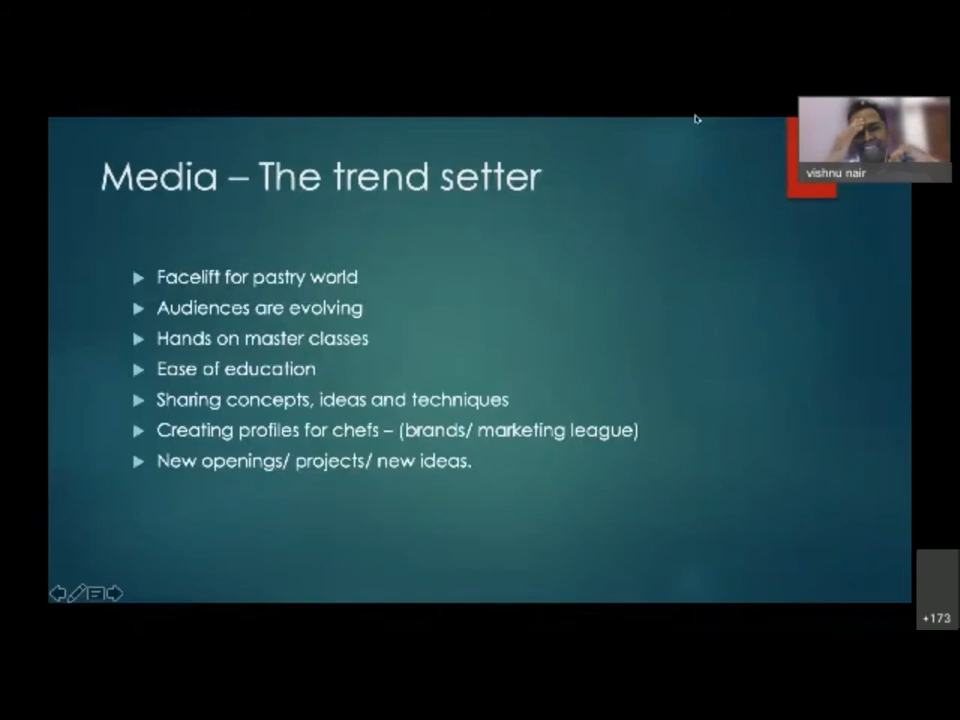 Media – The trend setter
vishnu nair
Facelift for pastry world
Audiences are evolving
Hands on master classes
Ease of education
Sharing concepts, ideas and techniques
Creating profiles for chefs – (brands/ marketing league)
New openings/ projects/ new ideas.
+173